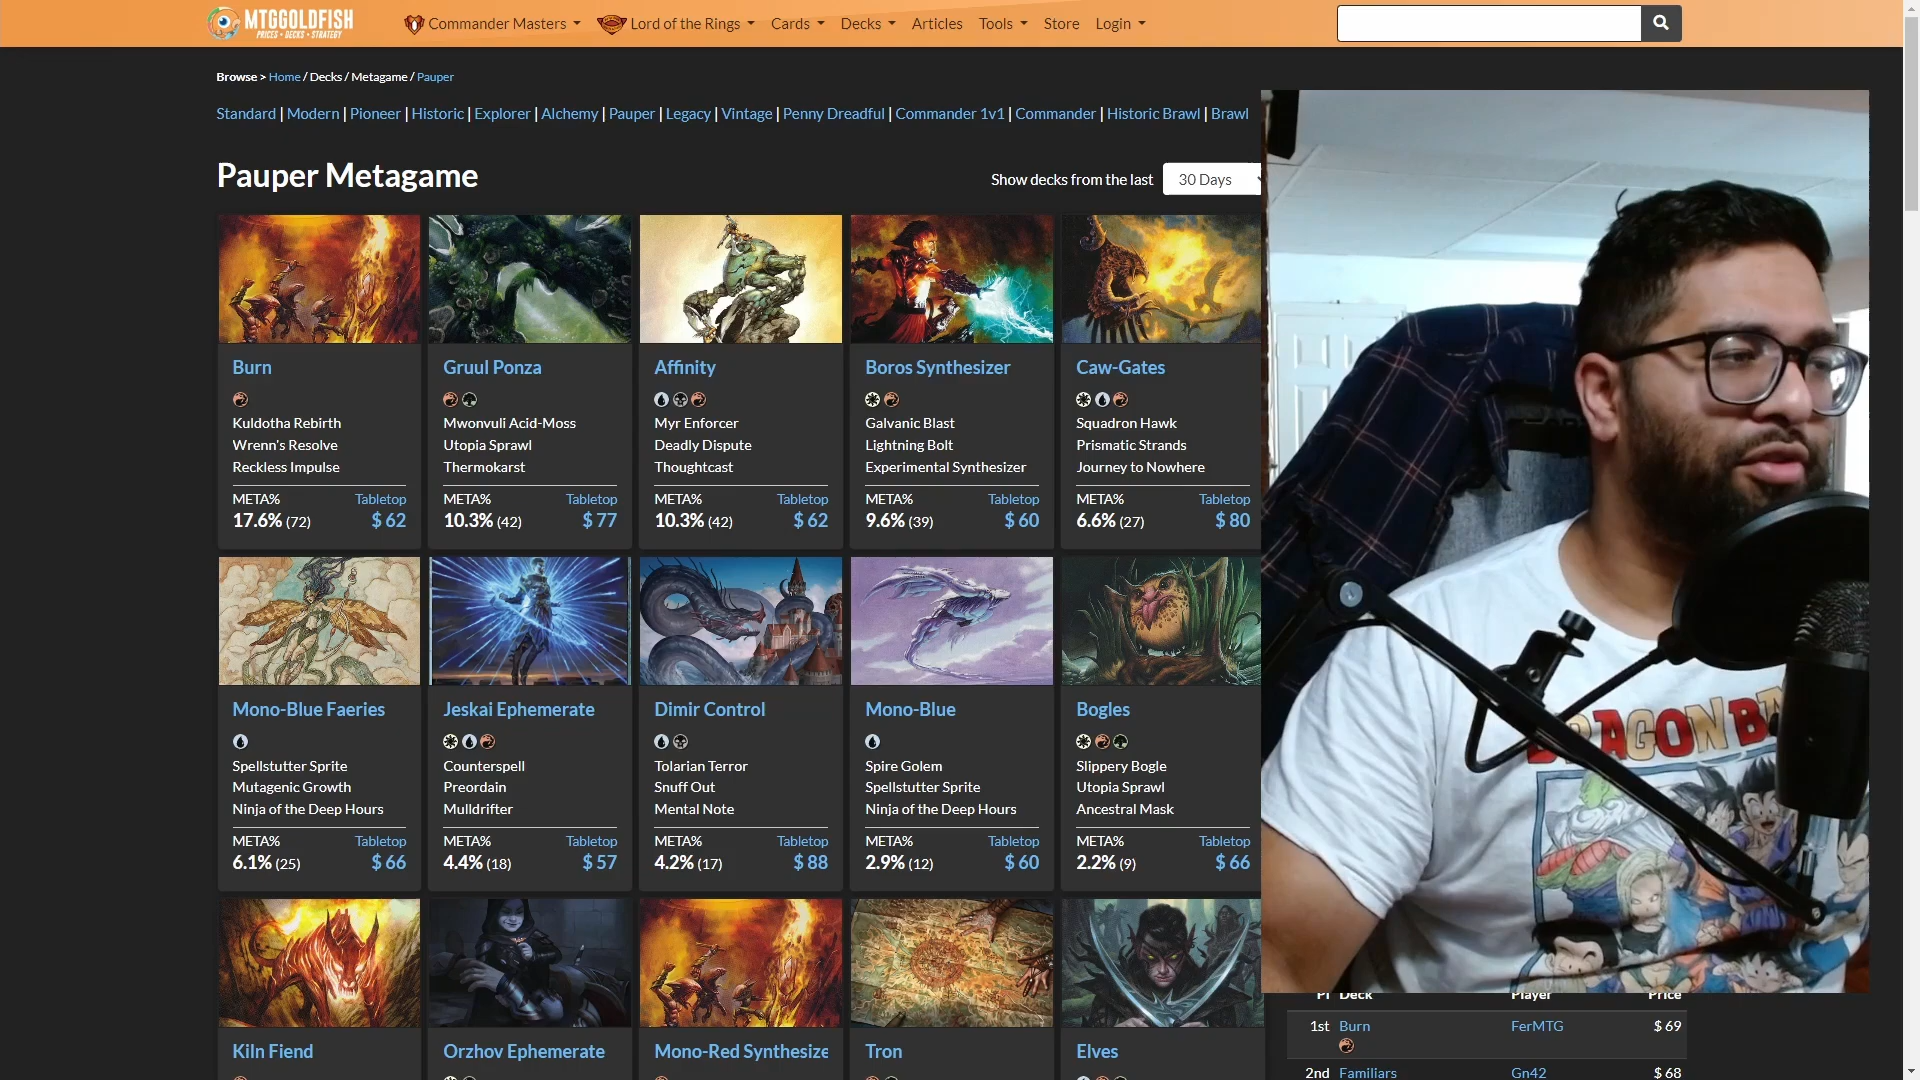 MTGGOLDFISH
PRICES • DECKS • STRATEGY
Commander Masters
Lord of the Rings
Cards
Decks
Articles
Tools
Store
Login
Browse > Home / Decks / Metagame / Pauper
Standard | Modern | Pioneer | Historic | Explorer | Alchemy | Pauper | Legacy | Vintage | Penny Dreadful | Commander 1v1 | Commander | Historic Brawl | Brawl
Pauper Metagame
Show decks from the last 30 Days
Burn
Kuldotha Rebirth
Wrenn's Resolve
Reckless Impulse
META% Tabletop
17.6% (72) $ 62
Gruul Ponza
Mwonvuli Acid-Moss
Utopia Sprawl
Thermokarst
META% Tabletop
10.3% (42) $ 77
Affinity
Myr Enforcer
Deadly Dispute
Thoughtcast
META% Tabletop
10.3% (42) $ 62
Boros Synthesizer
Galvanic Blast
Lightning Bolt
Experimental Synthesizer
META% Tabletop
9.6% (39) $ 60
Caw-Gates
Squadron Hawk
Prismatic Strands
Journey to Nowhere
META% Tabletop
6.6% (27) $ 80
Mono-Blue Faeries
Spellstutter Sprite
Mutagenic Growth
Ninja of the Deep Hours
META% Tabletop
6.1% (25) $ 66
Jeskai Ephemerate
Counterspell
Preordain
Mulldrifter
META% Tabletop
4.4% (18) $ 57
Dimir Control
Tolarian Terror
Snuff Out
Mental Note
META% Tabletop
4.2% (17) $ 88
Mono-Blue
Spire Golem
Spellstutter Sprite
Ninja of the Deep Hours
META% Tabletop
2.9% (12) $ 60
Bogles
Slippery Bogle
Utopia Sprawl
Ancestral Mask
META% Tabletop
2.2% (9) $ 66
Kiln Fiend
Orzhov Ephemerate
Mono-Red Synthesize
Tron
Elves
DRAGON B
Pl Deck Player Price
1st Burn FerMTG $ 69
2nd Familiars Gn42 $ 68